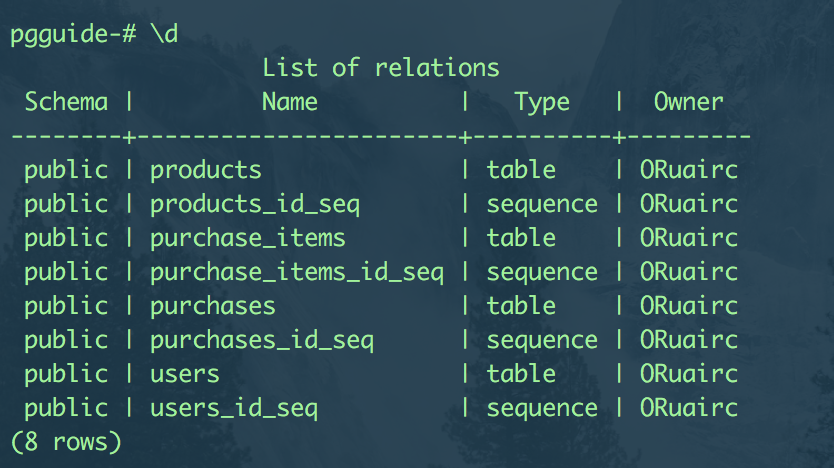 pgguide-# \d
                  List of relations
 Schema |         Name          |   Type   |  Owner
--------+-----------------------+----------+---------
 public | products              | table    | ORuairc
 public | products_id_seq       | sequence | ORuairc
 public | purchase_items        | table    | ORuairc
 public | purchase_items_id_seq | sequence | ORuairc
 public | purchases             | table    | ORuairc
 public | purchases_id_seq      | sequence | ORuairc
 public | users                 | table    | ORuairc
 public | users_id_seq          | sequence | ORuairc
(8 rows)